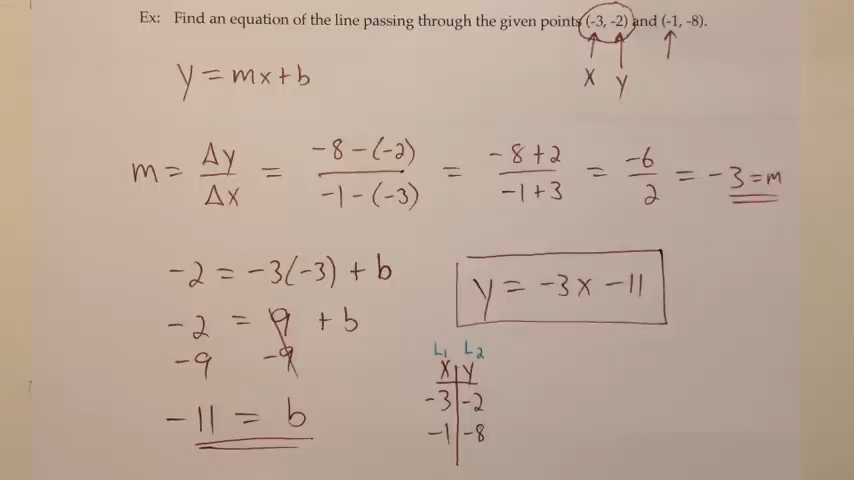 Ex: Find an equation of the line passing through the given points (-3, -2) and (-1, -8).
x y
y = mx + b
m = Δy/Δx = -8-(-2)/-1-(-3) = -8+2/-1+3 = -6/2 = -3 = m
-2 = -3(-3) + b
y = -3x - 11
-2 = 9 + b
-9 -9
-11 = b
L1 L2
x y
-3 -2
-1 -8